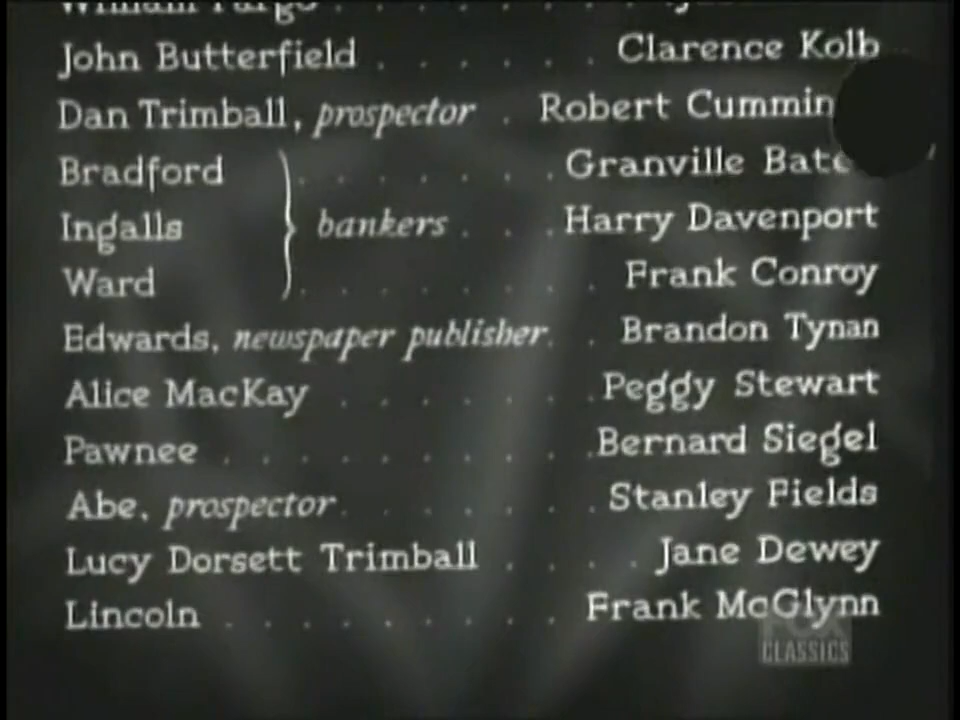 William Fargo . . . . . . .
John Butterfield . . . . . . Clarence Kolb
Dan Trimball, prospector . Robert Cummin
Bradford . . . . . . . Granville Bate
Ingalls } bankers . . . Harry Davenport
Ward . . . . . . . . Frank Conroy
Edwards, newspaper publisher. . Brandon Tynan
Alice MacKay . . . . . . . Peggy Stewart
Pawnee . . . . . . . . . . Bernard Siegel
Abe, prospector . . . . . . . Stanley Fields
Lucy Dorsett Trimball . . . . Jane Dewey
Lincoln . . . . . . . . . Frank McGlynn
FOX
CLASSICS